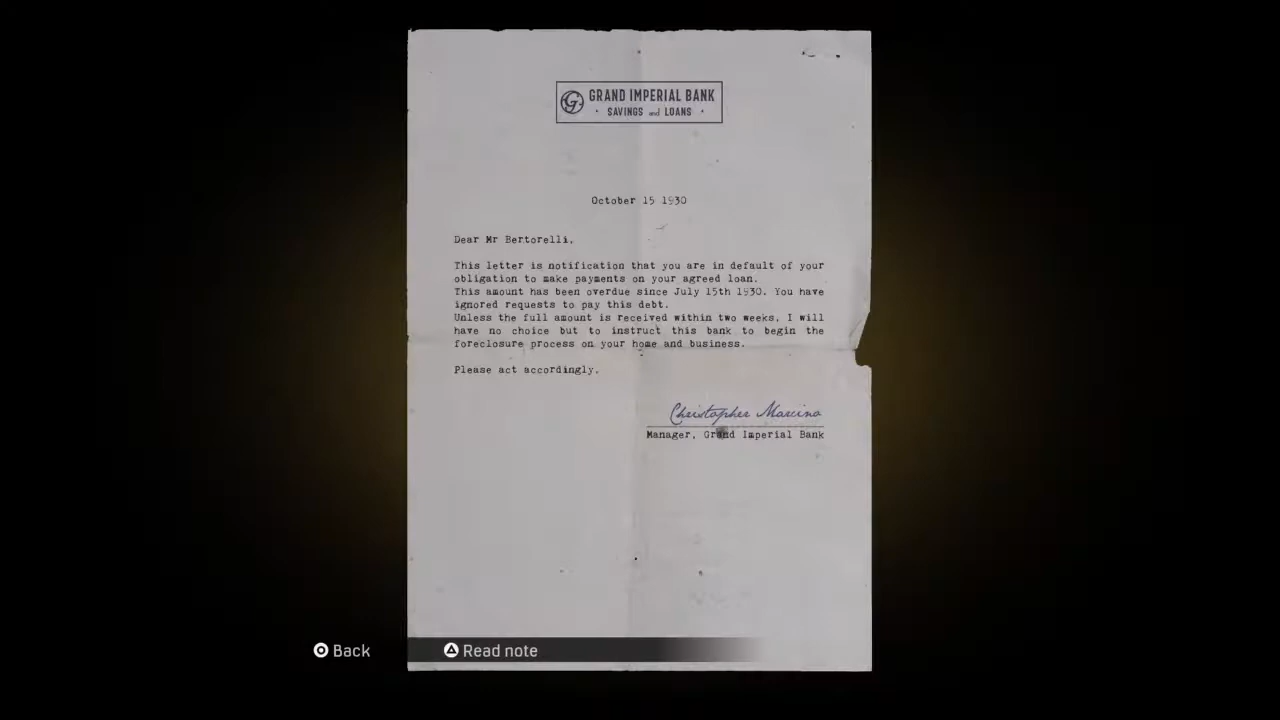 GRAND IMPERIAL BANK
· SAVINGS and LOANS ·
October 15 1930
Dear Mr Bertorelli,
This letter is notification that you are in default of your
obligation to make payments on your agreed loan.
This amount has been overdue since July 15th 1930. You have
ignored requests to pay this debt.
Unless the full amount is received within two weeks, I will
have no choice but to instruct this bank to begin the
foreclosure process on your home and business.
Please act accordingly.
Christopher Marcino
Manager, Grand Imperial Bank
Back
Read note